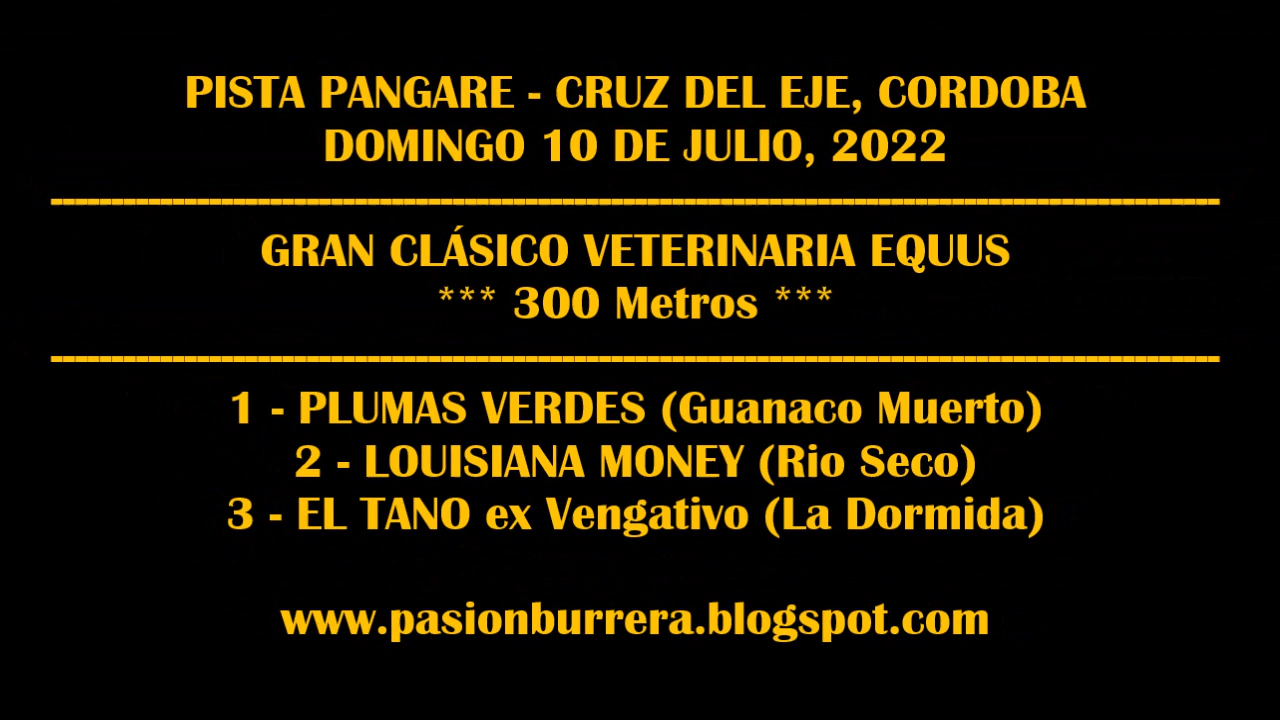 PISTA PANGARE - CRUZ DEL EJE, CORDOBA
DOMINGO 10 DE JULIO, 2022
GRAN CLÁSICO VETERINARIA EQUUS
*** 300 Metros ***
1 - PLUMAS VERDES (Guanaco Muerto)
2 - LOUISIANA MONEY (Rio Seco)
3 - EL TANO ex Vengativo (La Dormida)
www.pasionburrera.blogspot.com